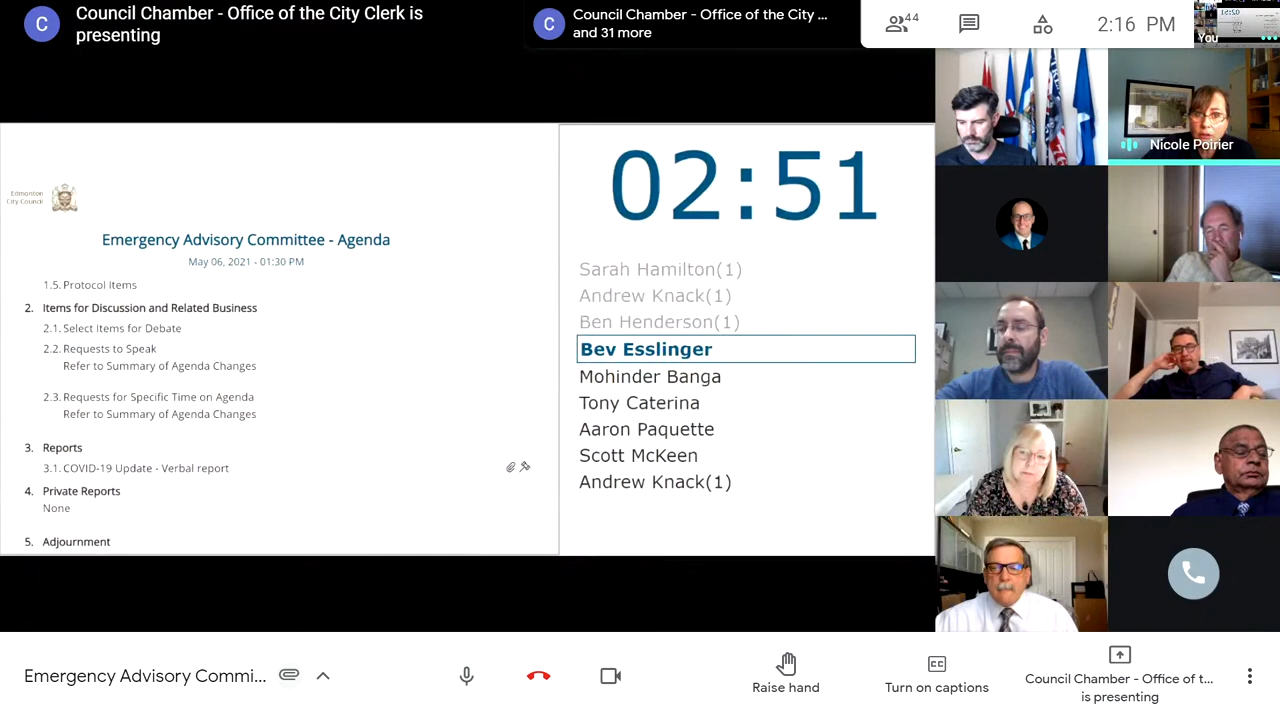 Council Chamber - Office of the City Clerk is
presenting
C
Council Chamber - Office of the City ...
and 31 more
C
44
2:16 PM
You
Nicole Poirier
Edmonton
City Council
Emergency Advisory Committee - Agenda
May 06, 2021 - 01:30 PM
1.5. Protocol Items
2. Items for Discussion and Related Business
2.1. Select Items for Debate
2.2. Requests to Speak
Refer to Summary of Agenda Changes
2.3. Requests for Specific Time on Agenda
Refer to Summary of Agenda Changes
3. Reports
3.1. COVID-19 Update - Verbal report
4. Private Reports
None
5. Adjournment
02:51
Sarah Hamilton(1)
Andrew Knack(1)
Ben Henderson(1)
Bev Esslinger
Mohinder Banga
Tony Caterina
Aaron Paquette
Scott McKeen
Andrew Knack(1)
Emergency Advisory Commi...
Raise hand
CC
Turn on captions
Council Chamber - Office of t...
is presenting